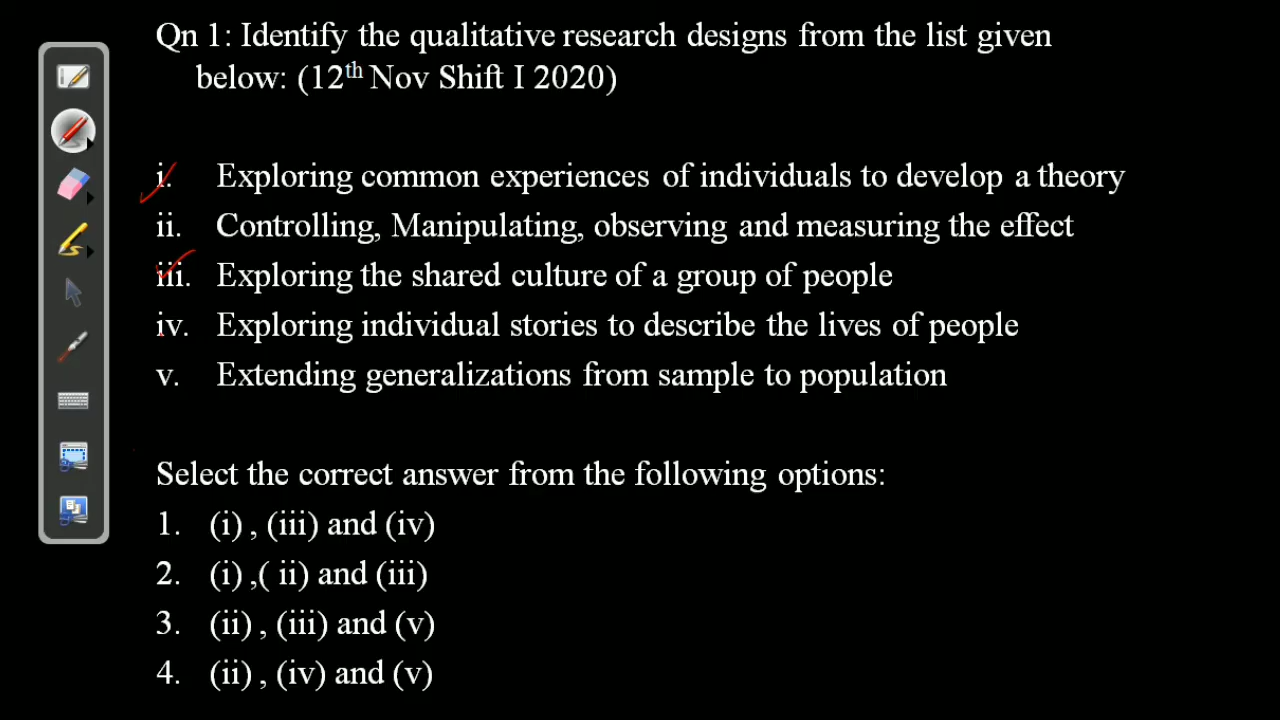 Qn 1: Identify the qualitative research designs from the list given
below: (12th Nov Shift I 2020)
i. Exploring common experiences of individuals to develop a theory
ii. Controlling, Manipulating, observing and measuring the effect
iii. Exploring the shared culture of a group of people
iv. Exploring individual stories to describe the lives of people
v. Extending generalizations from sample to population
Select the correct answer from the following options:
1. (i) , (iii) and (iv)
2. (i) ,( ii) and (iii)
3. (ii) , (iii) and (v)
4. (ii) , (iv) and (v)